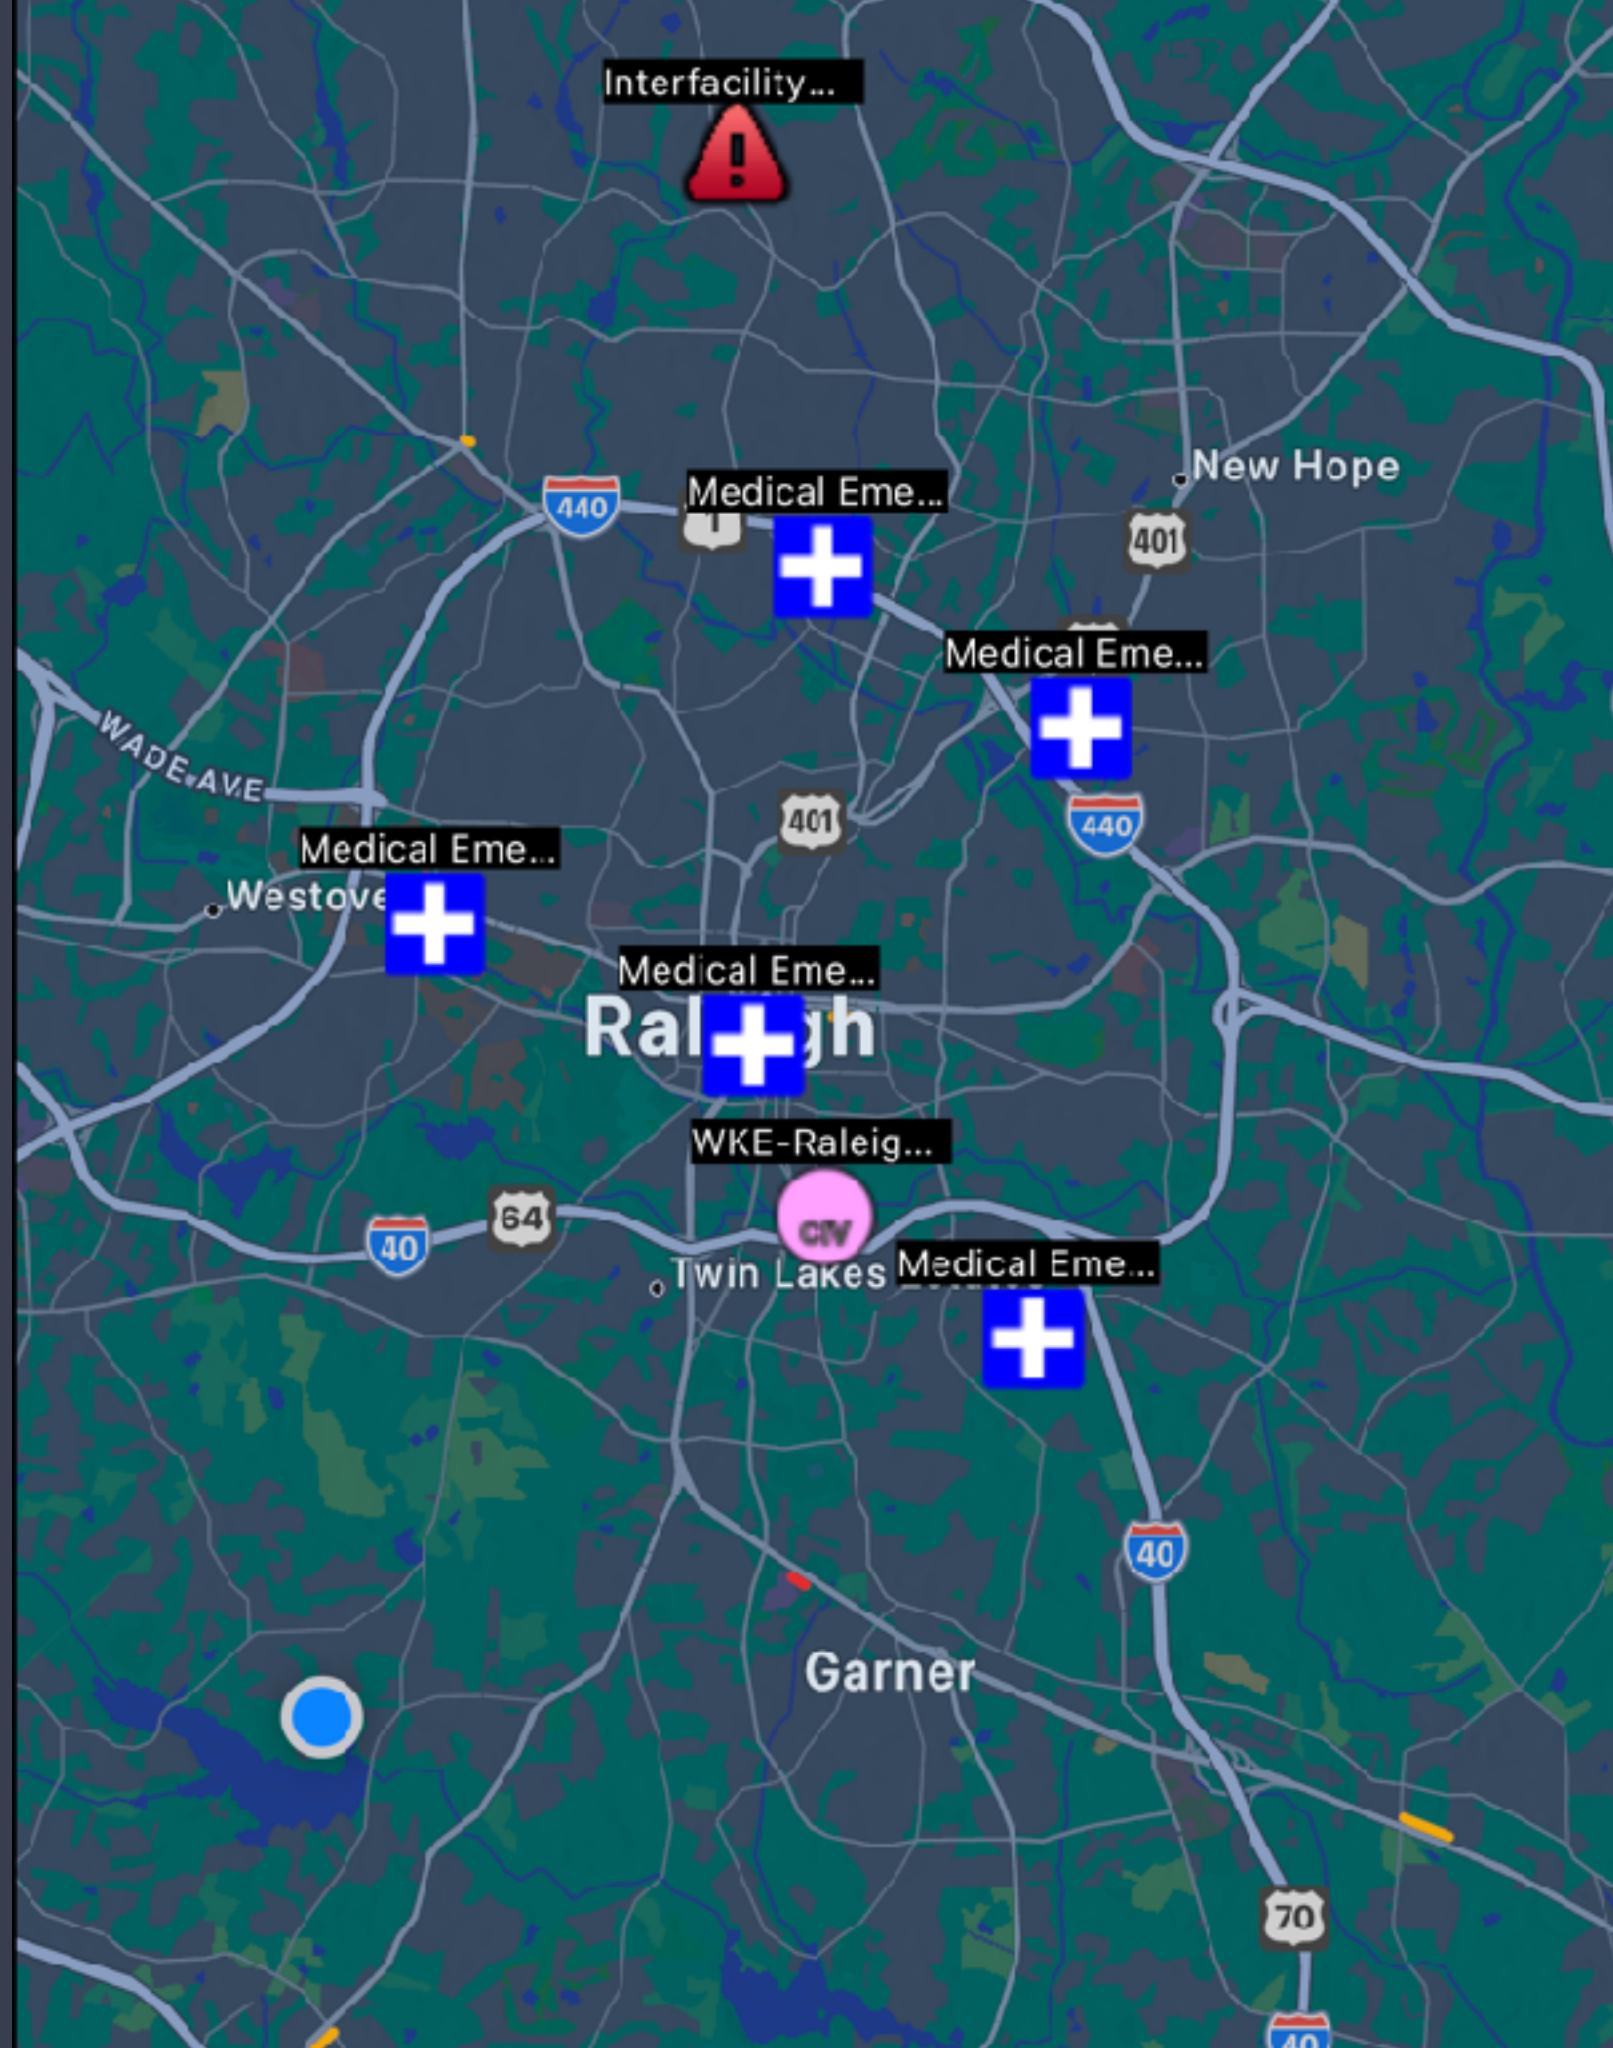 Interfacility...
New Hope
Medical Eme...
440
1
401
Medical Eme...
WADE AVE
401
440
Medical Eme...
Westove
Medical Eme...
Ral gh
WKE-Raleig...
64
40
CIV
Twin Lakes
Medical Eme...
40
Garner
70
40